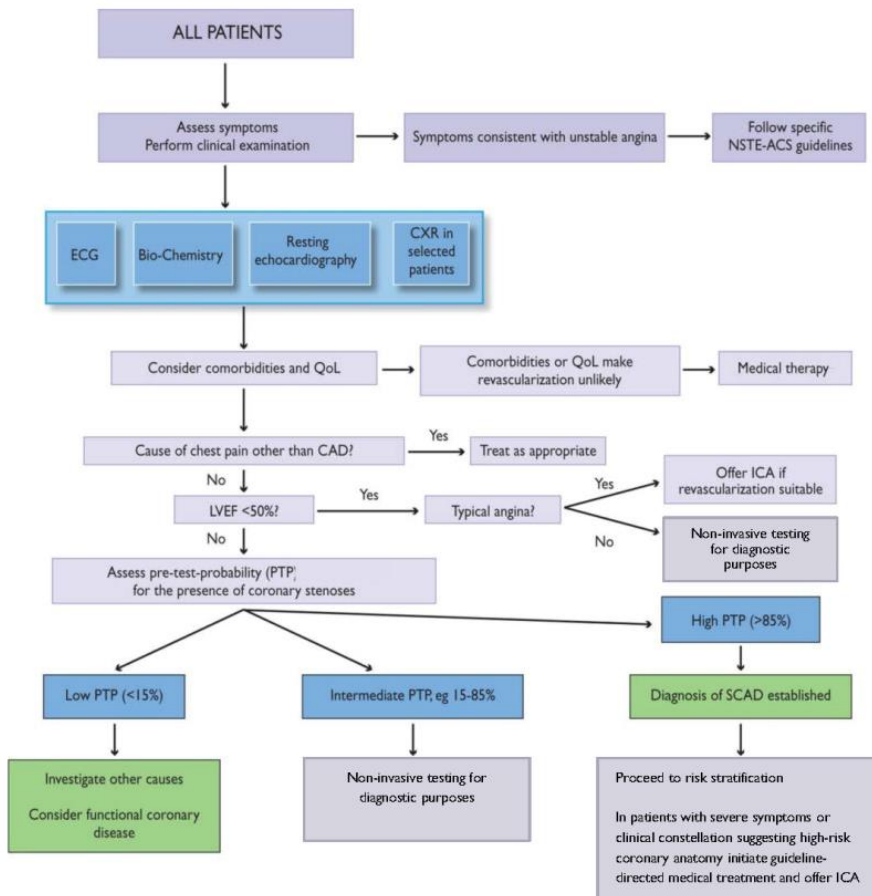 ALL PATIENTS
Assess symptoms
Perform clinical examination
Symptoms consistent with unstable angina
Follow specific
NSTE-ACS guidelines
ECG
Bio-Chemistry
Resting
echocardiography
CXR in
selected
patients
Consider comorbidities and QoL
Comorbidities or QoL make
revascularization unlikely
Medical therapy
Cause of chest pain other than CAD?
Yes
Treat as appropriate
No
LVEF <50%?
Yes
Typical angina?
Yes
Offer ICA if
revascularization suitable
No
Non-invasive testing
for diagnostic
purposes
No
Assess pre-test-probability (PTP)
for the presence of coronary stenoses
High PTP (>85%)
Low PTP (<15%)
Intermediate PTP, eg 15-85%
Diagnosis of SCAD established
Investigate other causes
Consider functional coronary
disease
Non-invasive testing for
diagnostic purposes
Proceed to risk stratification
In patients with severe symptoms or
clinical constellation suggesting high-risk
coronary anatomy initiate guideline-
directed medical treatment and offer ICA